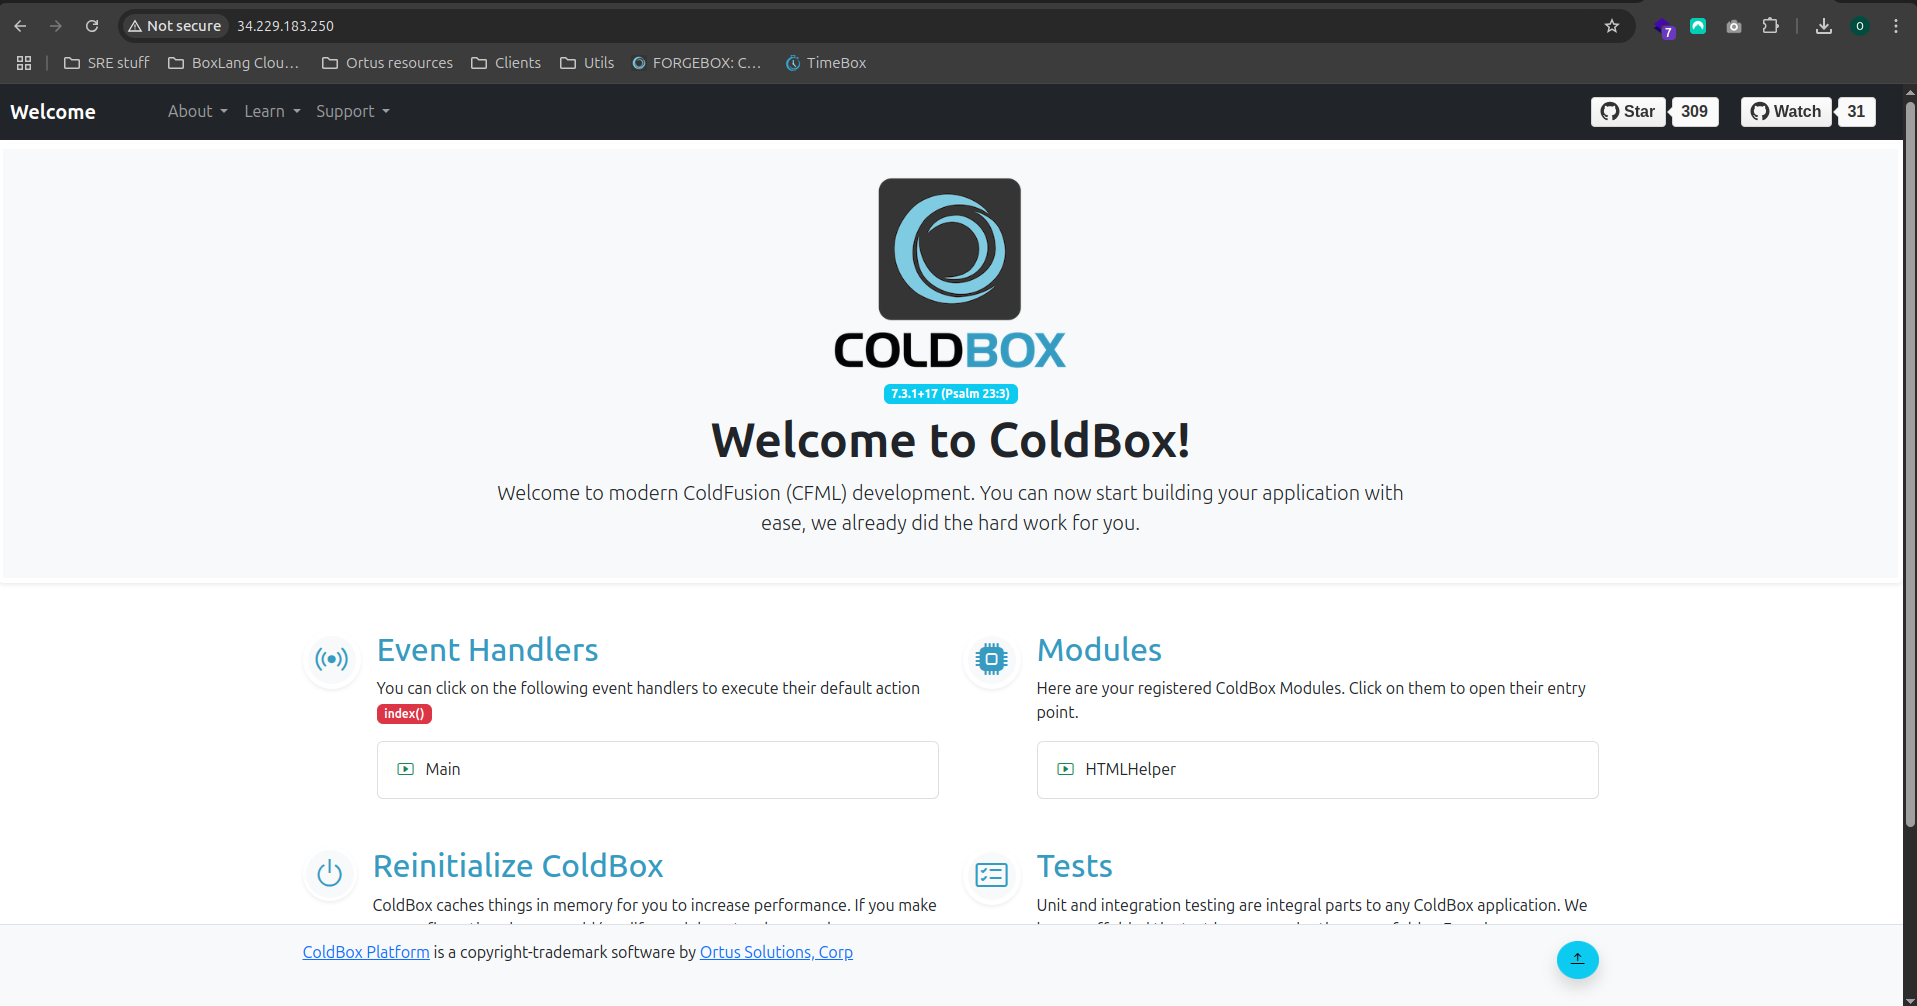 Not secure 34.229.183.250
7
O
SRE stuff
BoxLang Clou...
Ortus resources
Clients
Utils
FORGEBOX: C...
TimeBox
Welcome
About
Learn
Support
Star
309
Watch
31
COLDBOX
7.3.1+17 (Psalm 23:3)
Welcome to ColdBox!
Welcome to modern ColdFusion (CFML) development. You can now start building your application with
ease, we already did the hard work for you.
Event Handlers
You can click on the following event handlers to execute their default action
index()
Main
Modules
Here are your registered ColdBox Modules. Click on them to open their entry
point.
HTMLHelper
Reinitialize ColdBox
ColdBox caches things in memory for you to increase performance. If you make
Tests
Unit and integration testing are integral parts to any ColdBox application. We
ColdBox Platform is a copyright-trademark software by Ortus Solutions, Corp